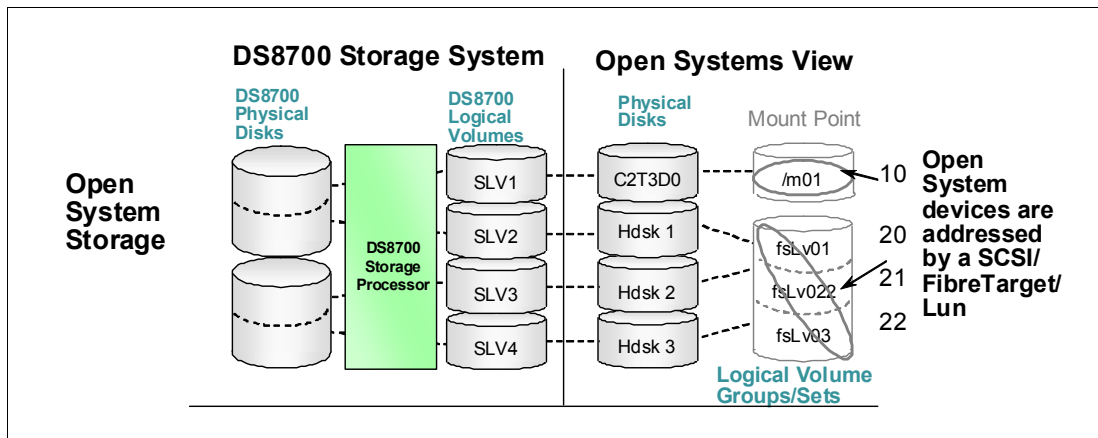 DS8700 Storage System
Open Systems View
DS8700
Physical
Disks
DS8700
Logical
Volumes
Physical
Disks
Mount Point
Open
System
Storage
DS8700
Storage
Processor
SLV1
SLV2
SLV3
SLV4
C2T3D0
Hdsk 1
Hdsk 2
Hdsk 3
/m01
fsLv01
fsLv022
fsLv03
10
20
21
22
Open
System
devices are
addressed
by a SCSI/
FibreTarget/
Lun
Logical Volume
Groups/Sets